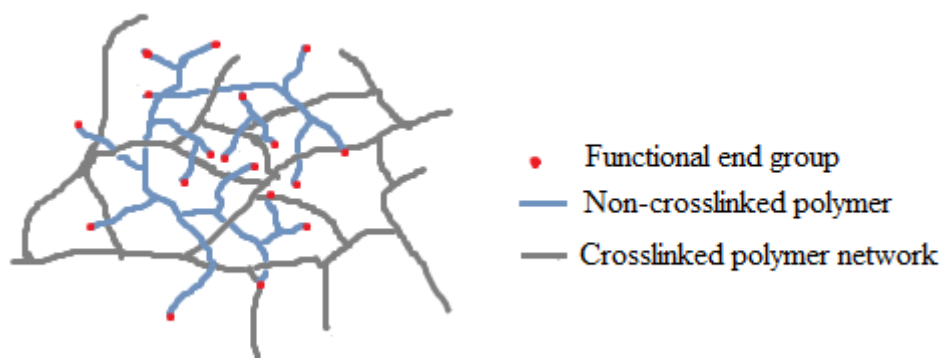 Functional end group
Non-crosslinked polymer
Crosslinked polymer network